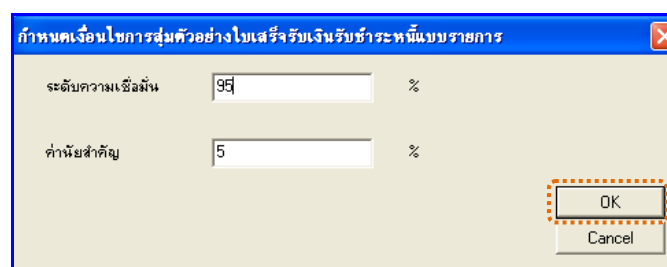 กำหนดเงื่อนไขการสุ่มตัวอย่างใบเสร็จรับเงินรับชำระหนี้แบบรายการ
ระดับความเชื่อมั่น 95 %
ค่านัยสำคัญ 5 %
OK
Cancel